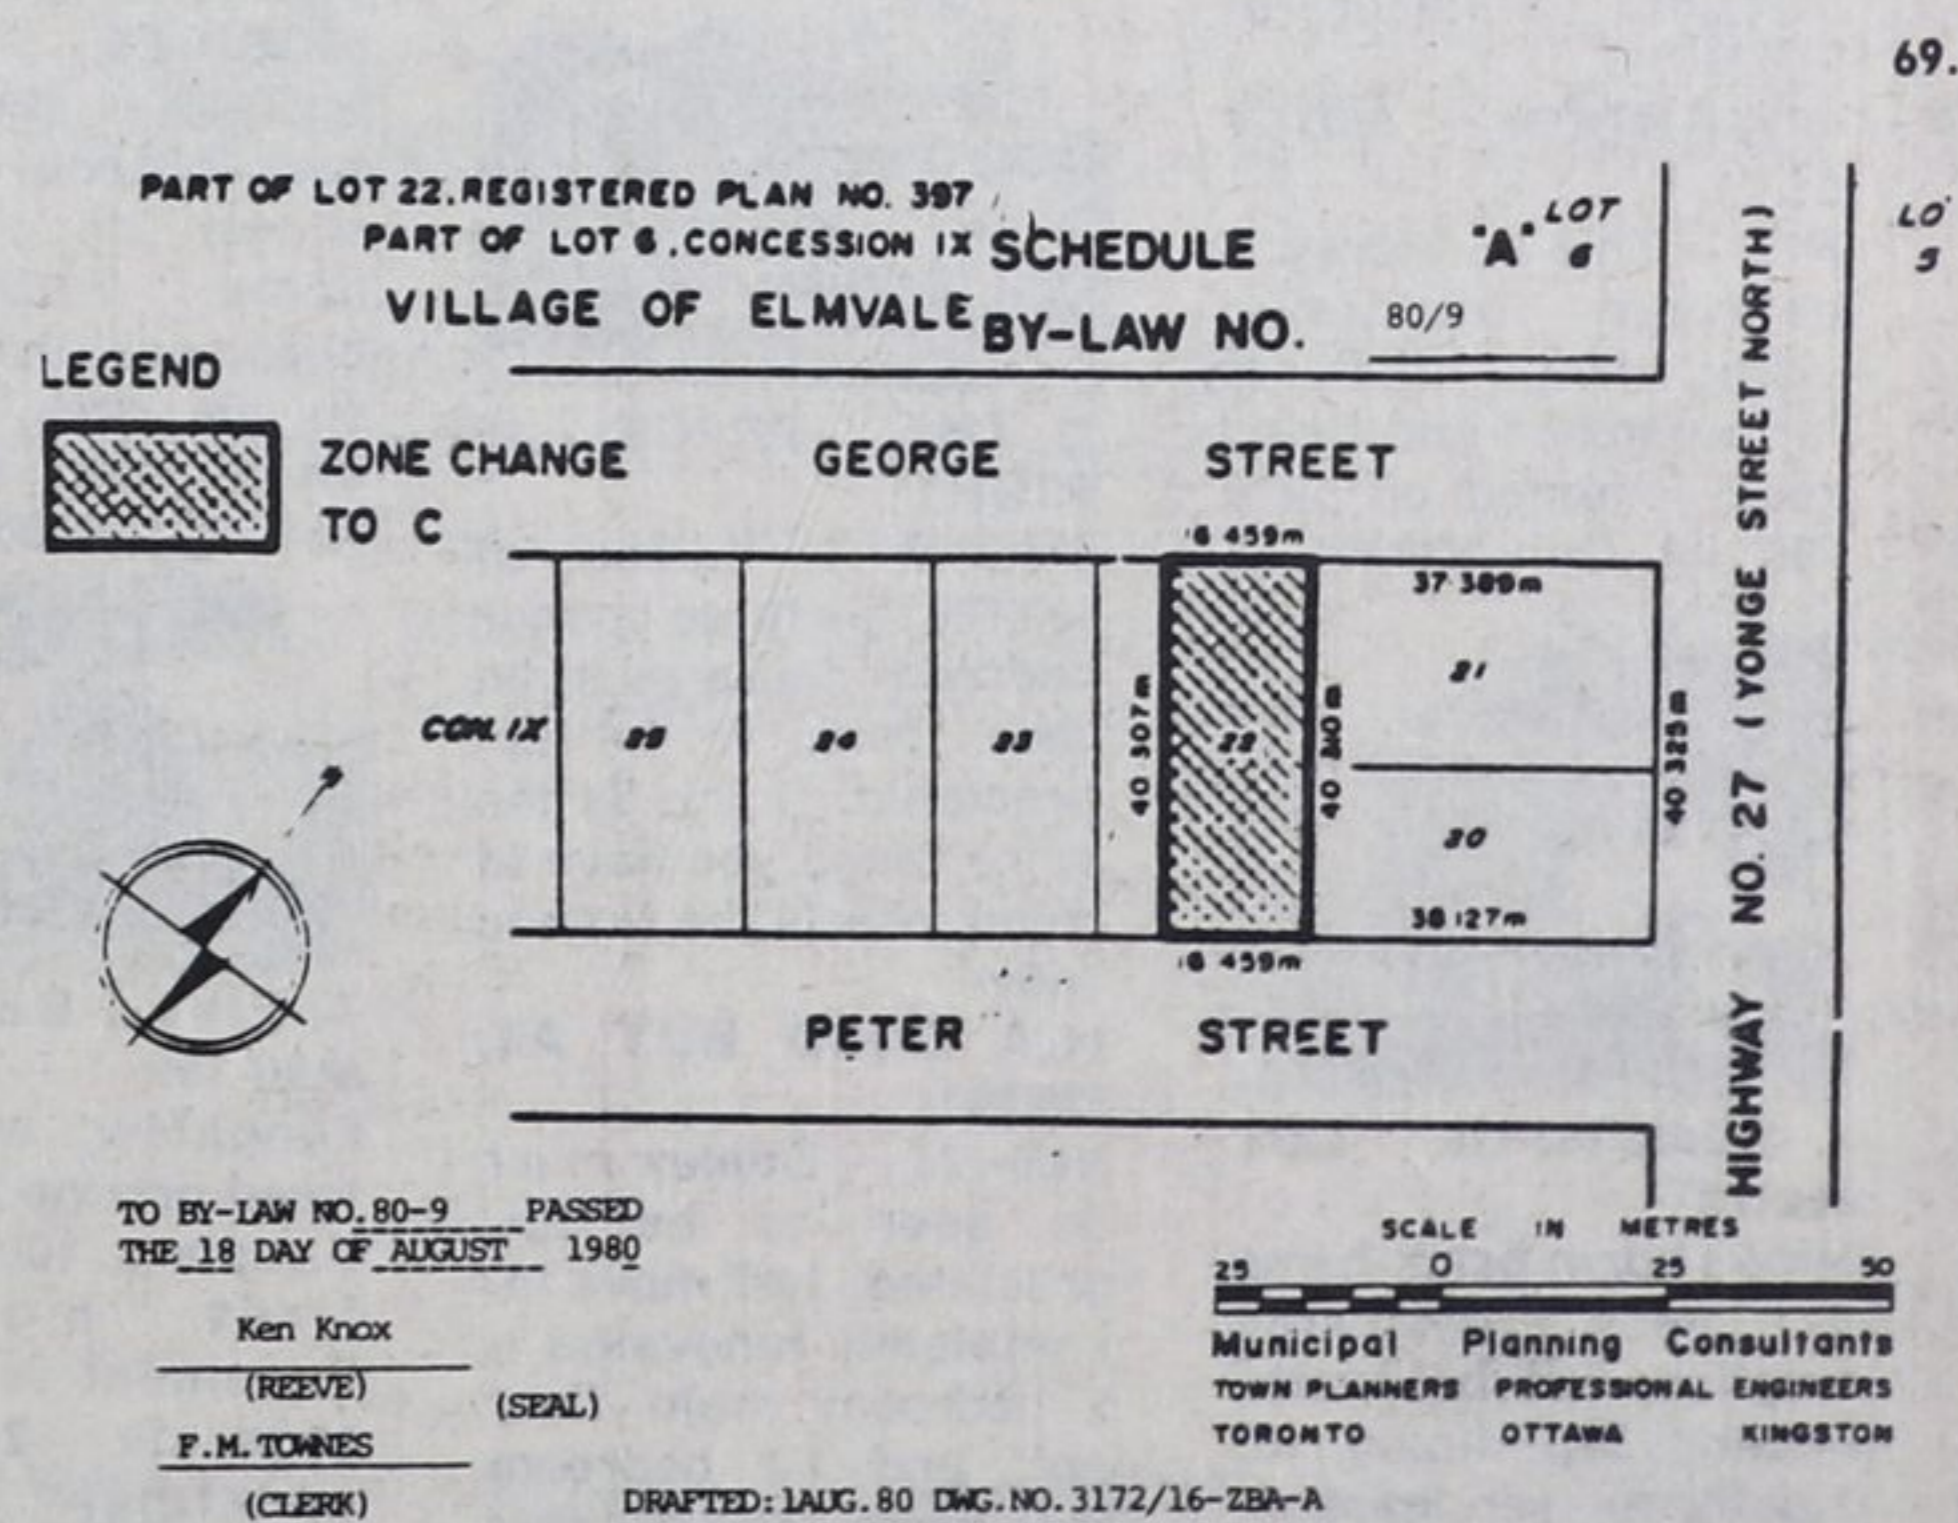 69.
PART OF LOT 22. REGISTERED PLAN NO. 397
PART OF LOT 6, CONCESSION IX
VILLAGE OF ELMVALE
SCHEDULE "A"
BY-LAW NO. 80/9
LOT
6
LEGEND
ZONE CHANGE
TO C
GEORGE STREET
16 459m
37 389m
CON. IX
25
24
23
40 307m
22
40
21
40 325m
20
38 127m
16 459m
PETER STREET
HIGHWAY NO. 27 (YONGE STREET NORTH)
TO BY-LAW NO. 80-9 PASSED
THE 18 DAY OF AUGUST 1980
Ken Knox
(REEVE)
(SEAL)
F.M. TOWNES
(CLERK)
SCALE IN METRES
25 0 25 50
Municipal Planning Consultants
TOWN PLANNERS PROFESSIONAL ENGINEERS
TORONTO OTTAWA KINGSTON
DRAFTED: 1AUG.80 DWG.NO.3172/16-ZBA-A